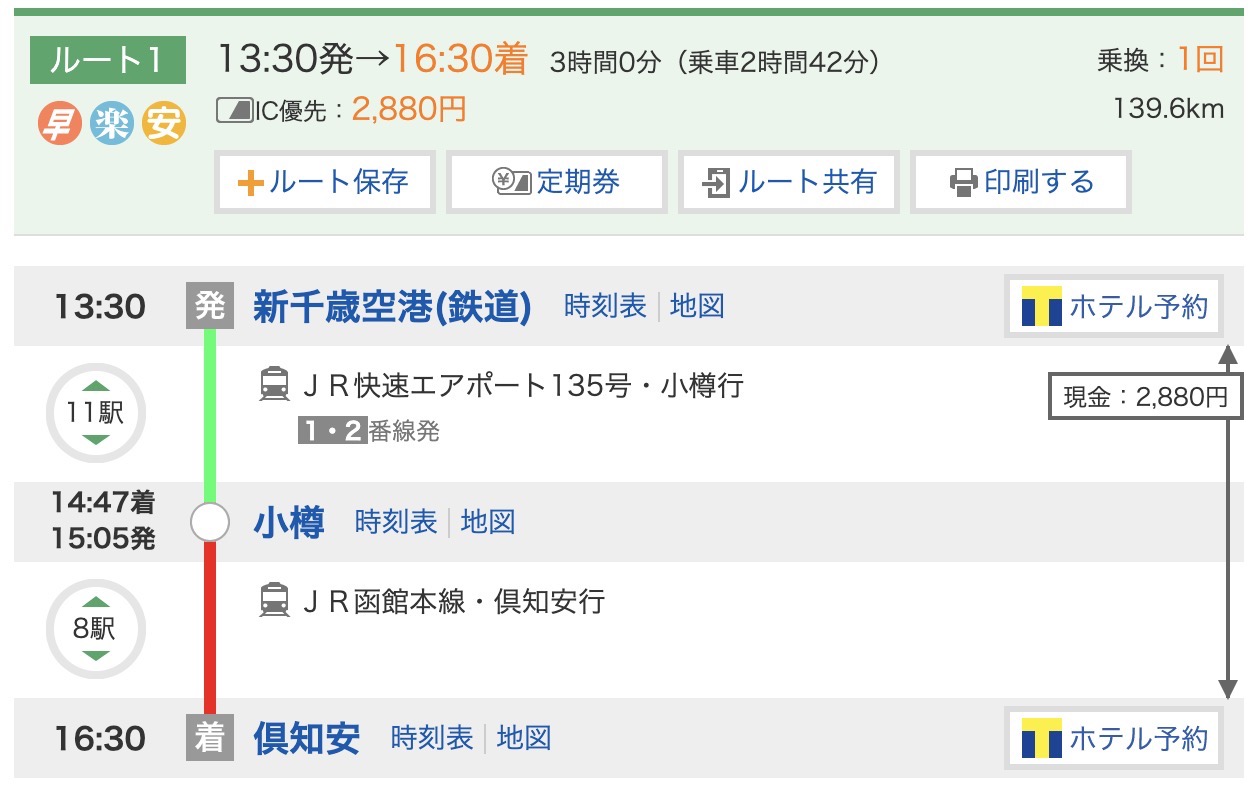 ルート1
13:30発→16:30着 3時間0分（乗車2時間42分） 乗換：1回
早 楽 安 IC優先：2,880円 139.6km
ルート保存 定期券 ルート共有 印刷する
13:30 発 新千歳空港(鉄道) 時刻表 地図 ホテル予約
11駅 ＪＲ快速エアポート135号・小樽行 現金：2,880円
1・2番線発
14:47着
15:05発 小樽 時刻表 地図
8駅 ＪＲ函館本線・倶知安行
16:30 着 倶知安 時刻表 地図 ホテル予約